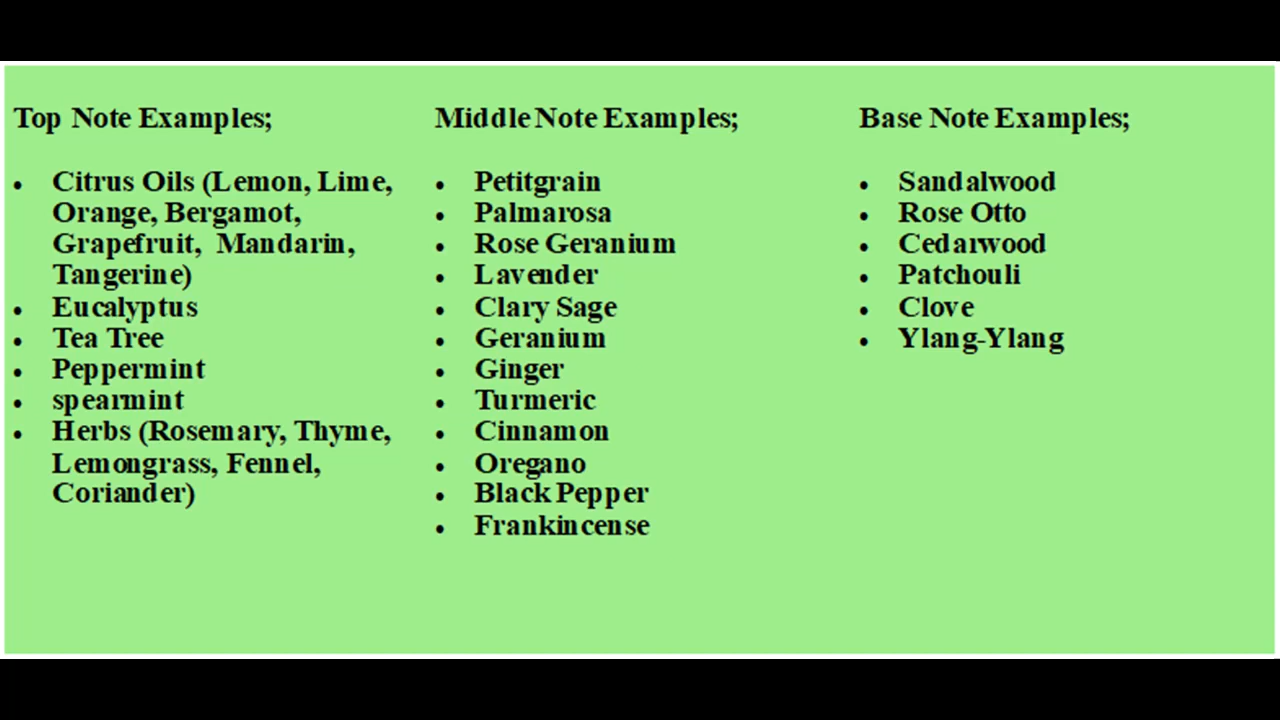 Top Note Examples;
• Citrus Oils (Lemon, Lime,
Orange, Bergamot,
Grapefruit, Mandarin,
Tangerine)
• Eucalyptus
• Tea Tree
• Peppermint
• spearmint
• Herbs (Rosemary, Thyme,
Lemongrass, Fennel,
Coriander)
Middle Note Examples;
• Petitgrain
• Palmarosa
• Rose Geranium
• Lavender
• Clary Sage
• Geranium
• Ginger
• Turmeric
• Cinnamon
• Oregano
• Black Pepper
• Frankincense
Base Note Examples;
• Sandalwood
• Rose Otto
• Cedarwood
• Patchouli
• Clove
• Ylang-Ylang